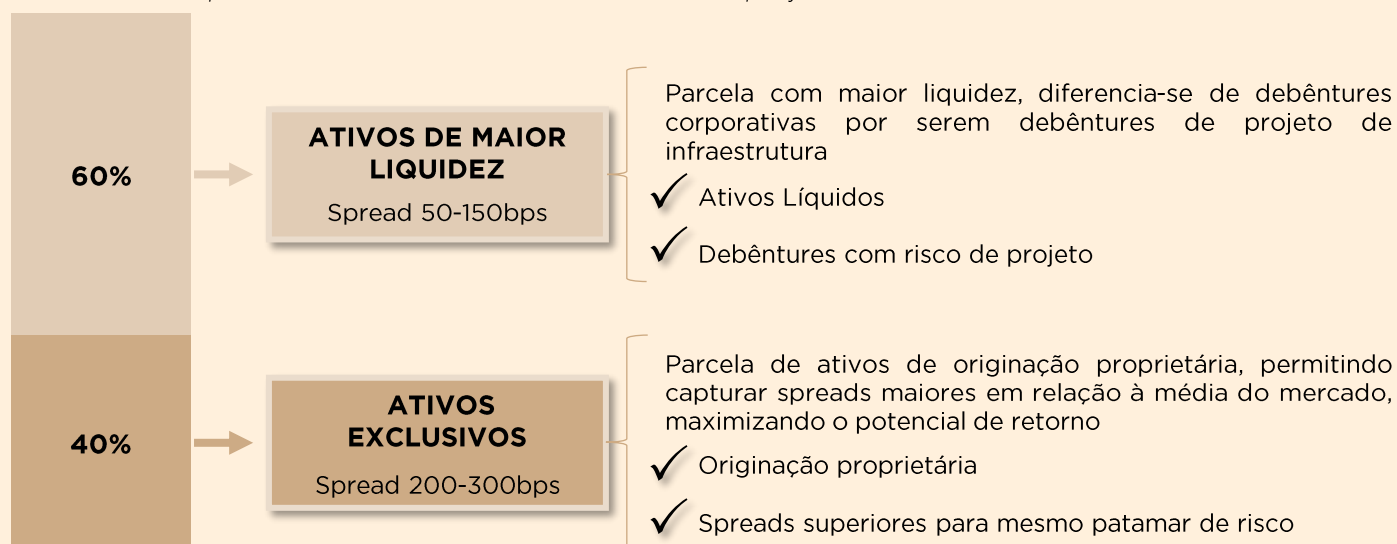 60%
ATIVOS DE MAIOR
LIQUIDEZ
Spread 50-150bps
Parcela com maior liquidez, diferencia-se de debêntures
corporativas por serem debêntures de projeto de
infraestrutura
Ativos Líquidos
Debêntures com risco de projeto
40%
ATIVOS
EXCLUSIVOS
Spread 200-300bps
Parcela de ativos de originação proprietária, permitindo
capturar spreads maiores em relação à média do mercado,
maximizando o potencial de retorno
Originação proprietária
Spreads superiores para mesmo patamar de risco